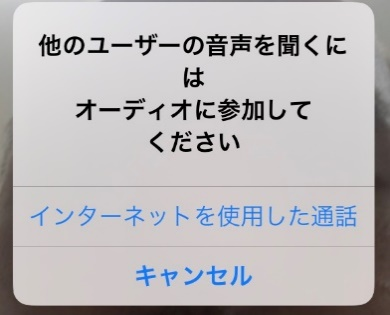 他のユーザーの音声を聞くに
は
オーディオに参加して
ください
インターネットを使用した通話
キャンセル